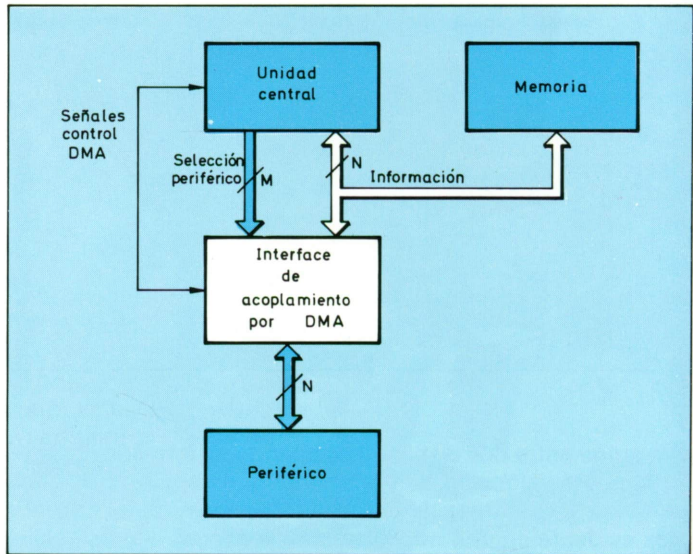 Unidad
central
Memoria
Señales
control
DMA
Selección
periférico
M
N
Información
Interface
de
acoplamiento
por DMA
N
Periférico